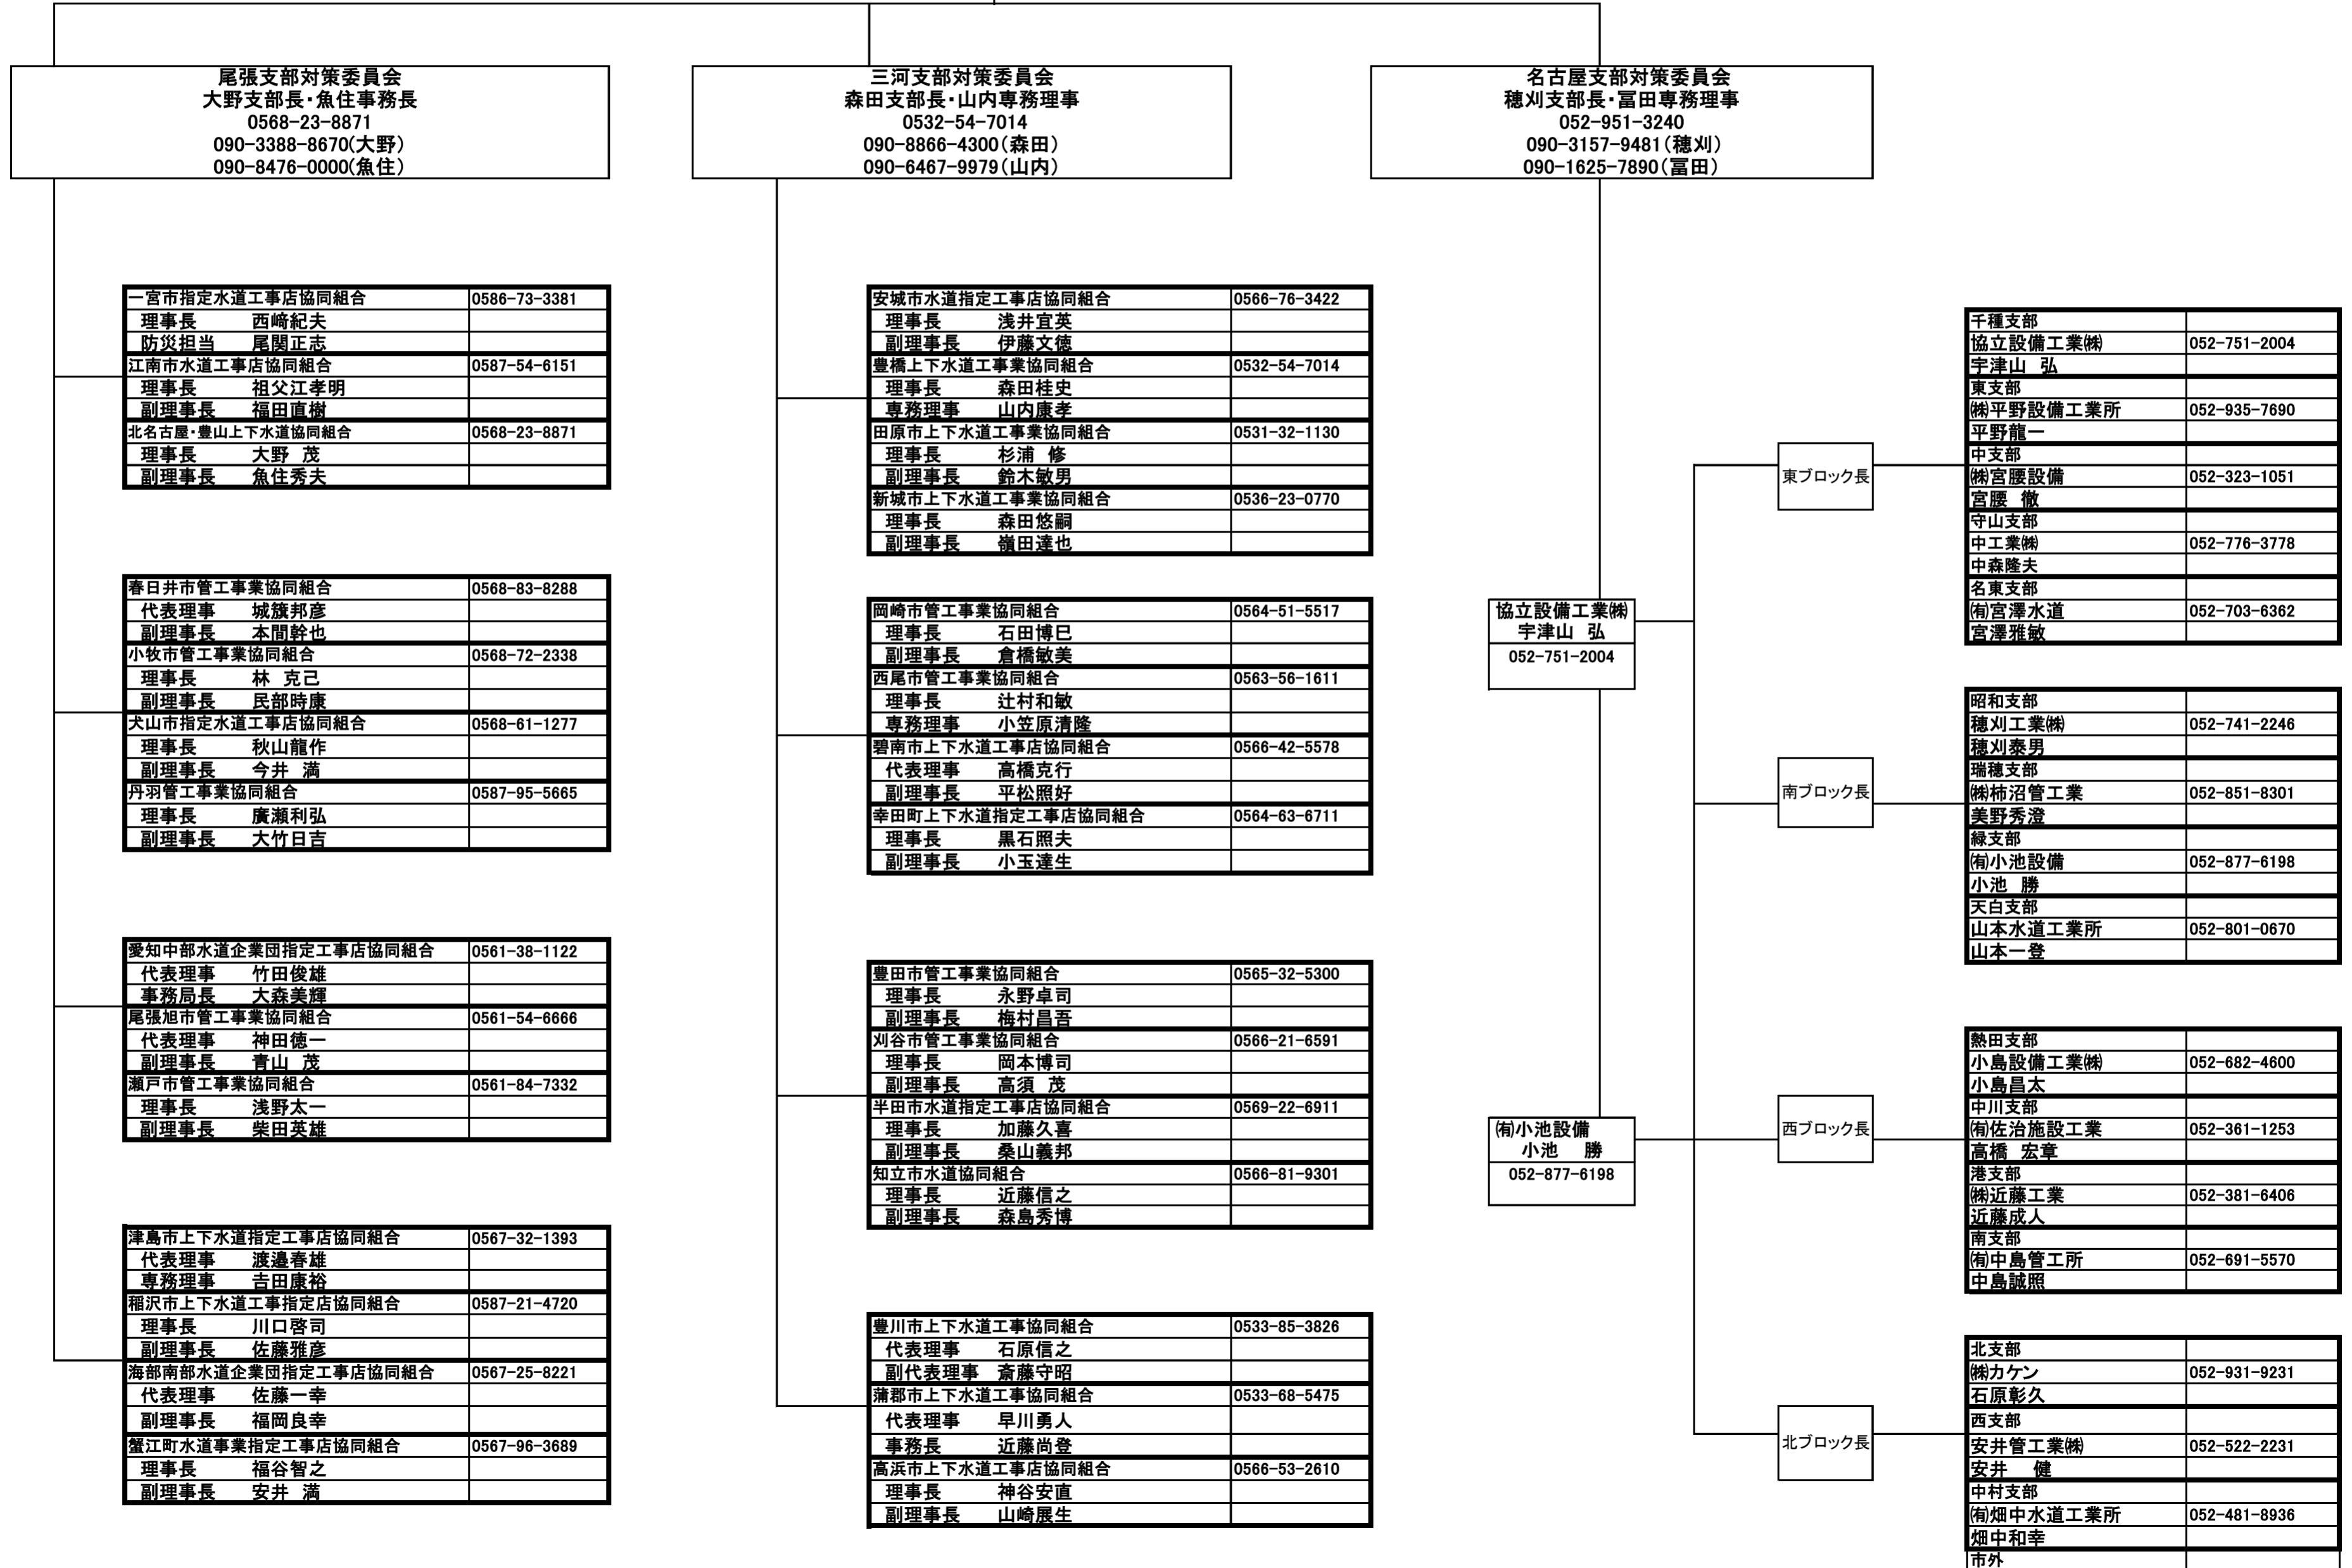 尾張支部対策委員会
大野支部長・魚住事務長
0568-23-8871
090-3388-8670(大野)
090-8476-0000(魚住)
一宮市指定水道工事店協同組合 0586-73-3381
理事長 西﨑紀夫
防災担当 尾関正志
江南市水道工事店協同組合 0587-54-6151
理事長 祖父江孝明
副理事長 福田直樹
北名古屋・豊山上下水道協同組合 0568-23-8871
理事長 大野 茂
副理事長 魚住秀夫
春日井市管工事業協同組合 0568-83-8288
代表理事 城籏邦彦
副理事長 本間幹也
小牧市管工事業協同組合 0568-72-2338
理事長 林 克己
副理事長 民部時康
犬山市指定水道工事店協同組合 0568-61-1277
理事長 秋山龍作
副理事長 今井 満
丹羽管工事業協同組合 0587-95-5665
理事長 廣瀬利弘
副理事長 大竹日吉
愛知中部水道企業団指定工事店協同組合 0561-38-1122
代表理事 竹田俊雄
事務局長 大森美輝
尾張旭市管工事業協同組合 0561-54-6666
代表理事 神田徳一
副理事長 青山 茂
瀬戸市管工事業協同組合 0561-84-7332
理事長 浅野太一
副理事長 柴田英雄
津島市上下水道指定工事店協同組合 0567-32-1393
代表理事 渡邉春雄
専務理事 吉田康裕
稲沢市上下水道工事指定店協同組合 0587-21-4720
理事長 川口啓司
副理事長 佐藤雅彦
海部南部水道企業団指定工事店協同組合 0567-25-8221
代表理事 佐藤一幸
副理事長 福岡良幸
蟹江町水道事業指定工事店協同組合 0567-96-3689
理事長 福谷智之
副理事長 安井 満
三河支部対策委員会
森田支部長・山内専務理事
0532-54-7014
090-8866-4300(森田)
090-6467-9979(山内)
安城市水道指定工事店協同組合 0566-76-3422
理事長 浅井宜英
副理事長 伊藤文徳
豊橋上下水道工事業協同組合 0532-54-7014
理事長 森田桂史
専務理事 山内康孝
田原市上下水道工事業協同組合 0531-32-1130
理事長 杉浦 修
副理事長 鈴木敏男
新城市上下水道工事業協同組合 0536-23-0770
理事長 森田悠嗣
副理事長 嶺田達也
岡崎市管工事業協同組合 0564-51-5517
理事長 石田博巳
副理事長 倉橋敏美
西尾市管工事業協同組合 0563-56-1611
理事長 辻村和敏
専務理事 小笠原清隆
碧南市上下水道工事店協同組合 0566-42-5578
代表理事 高橋克行
副理事長 平松照好
幸田町上下水道指定工事店協同組合 0564-63-6711
理事長 黒石照夫
副理事長 小玉達生
豊田市管工事業協同組合 0565-32-5300
理事長 永野卓司
副理事長 梅村昌吾
刈谷市管工事業協同組合 0566-21-6591
理事長 岡本博司
副理事長 高須 茂
半田市水道指定工事店協同組合 0569-22-6911
理事長 加藤久喜
副理事長 桑山義邦
知立市水道協同組合 0566-81-9301
理事長 近藤信之
副理事長 森島秀博
豊川市上下水道工事協同組合 0533-85-3826
代表理事 石原信之
副代表理事 斎藤守昭
蒲郡市上下水道工事協同組合 0533-68-5475
代表理事 早川勇人
事務長 近藤尚登
高浜市上下水道工事店協同組合 0566-53-2610
理事長 神谷安直
副理事長 山崎展生
名古屋支部対策委員会
穂刈支部長・冨田専務理事
052-951-3240
090-3157-9481(穂刈)
090-1625-7890(冨田)
協立設備工業㈱
宇津山 弘
052-751-2004
㈲小池設備
小池 勝
052-877-6198
東ブロック長
千種支部
協立設備工業㈱ 052-751-2004
宇津山 弘
東支部
㈱平野設備工業所 052-935-7690
平野龍一
中支部
㈱宮腰設備 052-323-1051
宮腰 徹
守山支部
中工業㈱ 052-776-3778
中森隆夫
名東支部
㈲宮澤水道 052-703-6362
宮澤雅敏
南ブロック長
昭和支部
穂刈工業㈱ 052-741-2246
穂刈泰男
瑞穂支部
㈱柿沼管工業 052-851-8301
美野秀澄
緑支部
㈲小池設備 052-877-6198
小池 勝
天白支部
山本水道工業所 052-801-0670
山本一登
西ブロック長
熱田支部
小島設備工業㈱ 052-682-4600
小島昌太
中川支部
㈲佐治施設工業 052-361-1253
高橋 宏章
港支部
㈱近藤工業 052-381-6406
近藤成人
南支部
㈲中島管工所 052-691-5570
中島誠照
北ブロック長
北支部
㈱カケン 052-931-9231
石原彰久
西支部
安井管工業㈱ 052-522-2231
安井 健
中村支部
㈲畑中水道工業所 052-481-8936
畑中和幸
市外